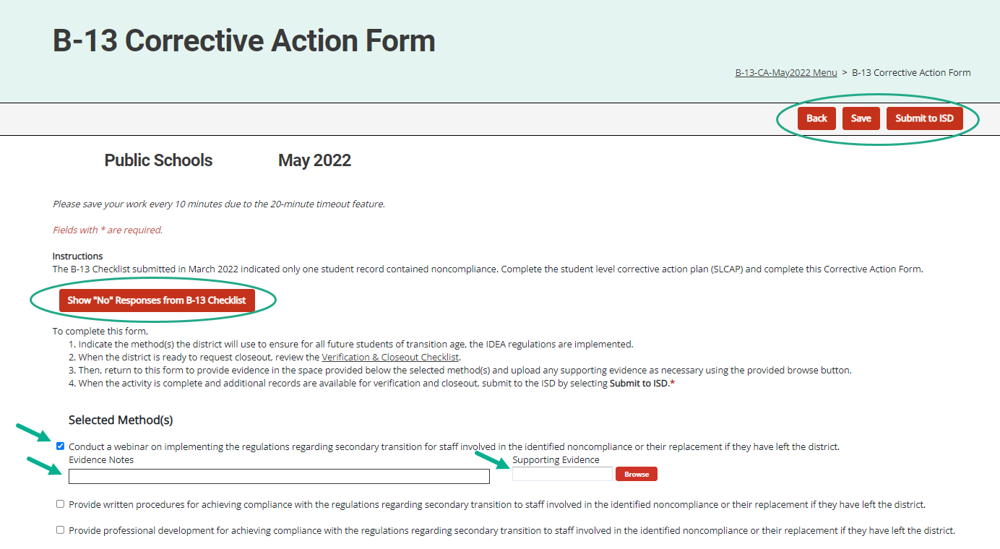 B-13 Corrective Action Form
B-13-CA-May2022 Menu > B-13 Corrective Action Form
Back Save Submit to ISD
Public Schools May 2022
Please save your work every 10 minutes due to the 20-minute timeout feature.
Fields with * are required.
Instructions
The B-13 Checklist submitted in March 2022 indicated only one student record contained noncompliance. Complete the student level corrective action plan (SLCAP) and complete this Corrective Action Form.
Show "No" Responses from B-13 Checklist
To complete this form,
1. Indicate the method(s) the district will use to ensure for all future students of transition age, the IDEA regulations are implemented.
2. When the district is ready to request closeout, review the Verification & Closeout Checklist.
3. Then, return to this form to provide evidence in the space provided below the selected method(s) and upload any supporting evidence as necessary using the provided browse button.
4. When the activity is complete and additional records are available for verification and closeout, submit to the ISD by selecting Submit to ISD.*
Selected Method(s)
Conduct a webinar on implementing the regulations regarding secondary transition for staff involved in the identified noncompliance or their replacement if they have left the district.
Evidence Notes Supporting Evidence
Browse
Provide written procedures for achieving compliance with the regulations regarding secondary transition to staff involved in the identified noncompliance or their replacement if they have left the district.
Provide professional development for achieving compliance with the regulations regarding secondary transition to staff involved in the identified noncompliance or their replacement if they have left the district.